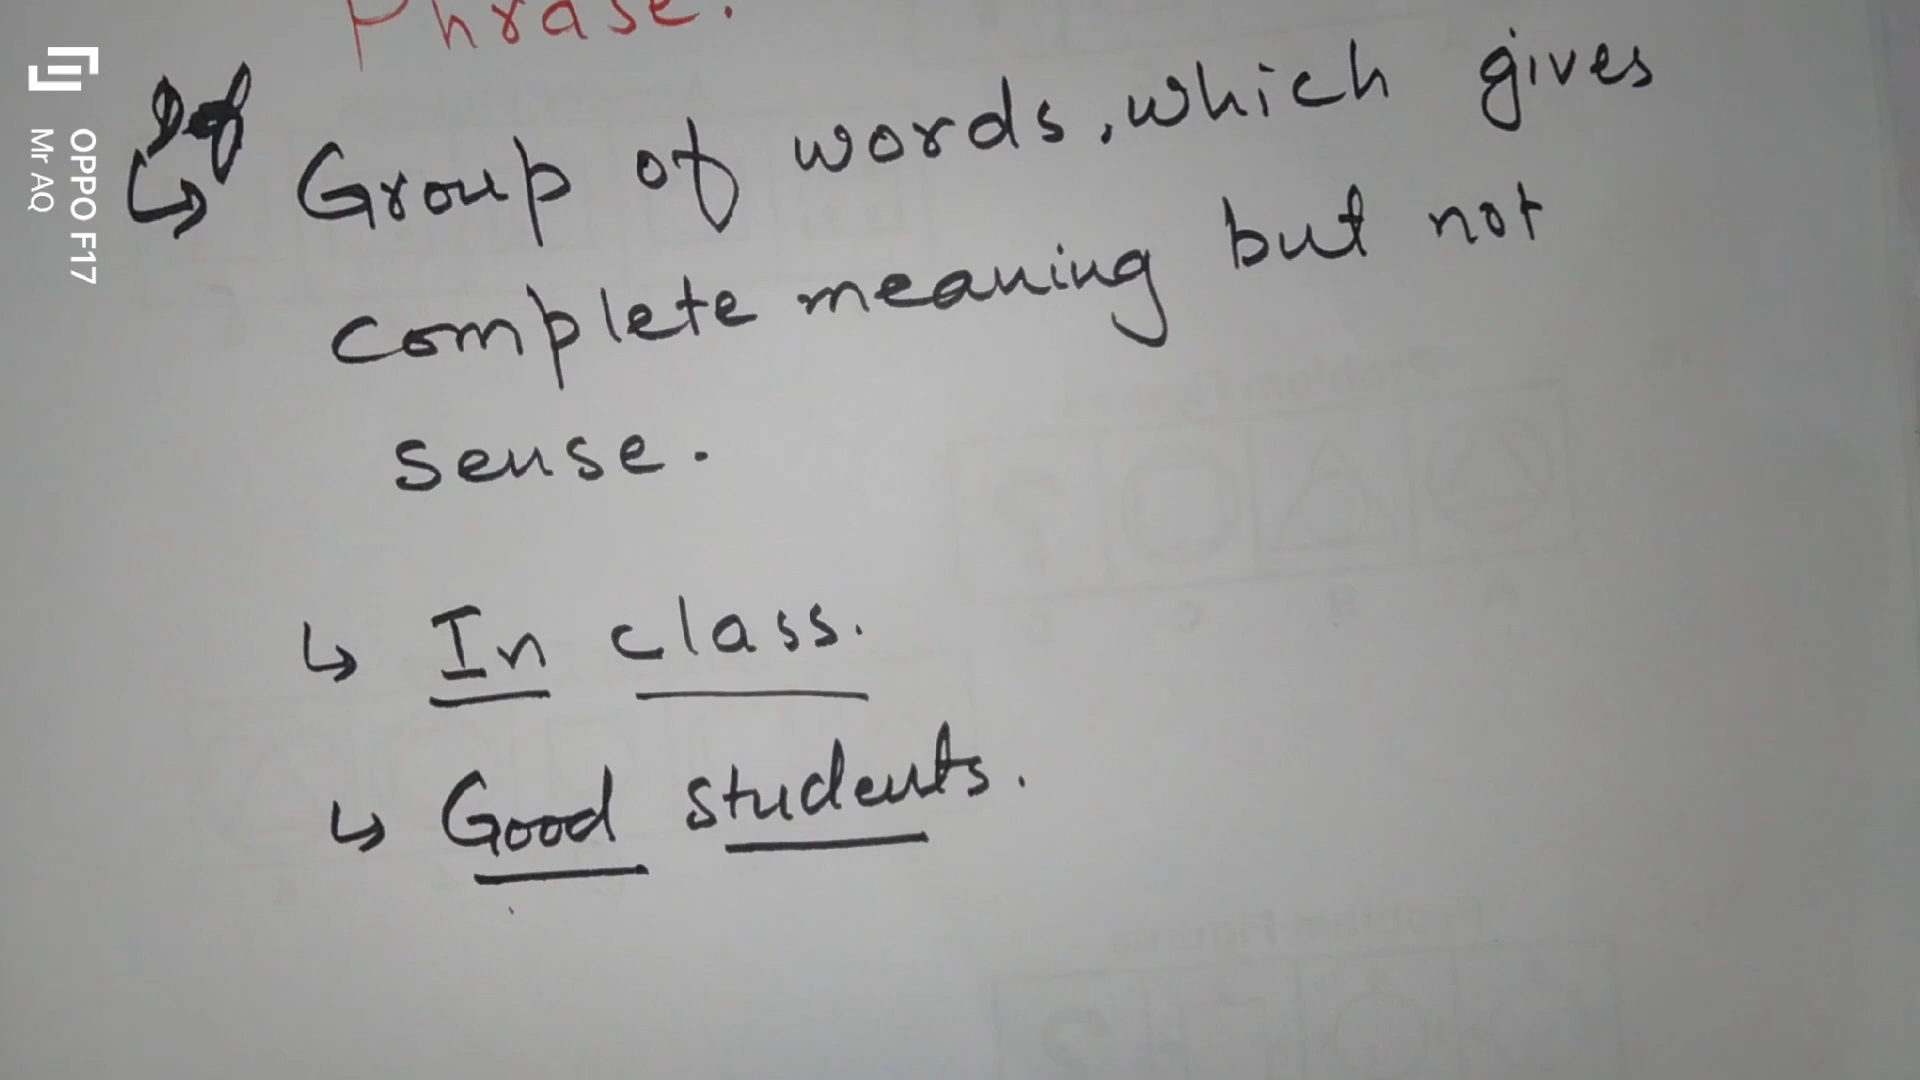 Phrase.
Def
↳ Group of words, which gives
complete meaning but not
sense.
↳ In class.
↳ Good students.
OPPO F17
Mr AQ